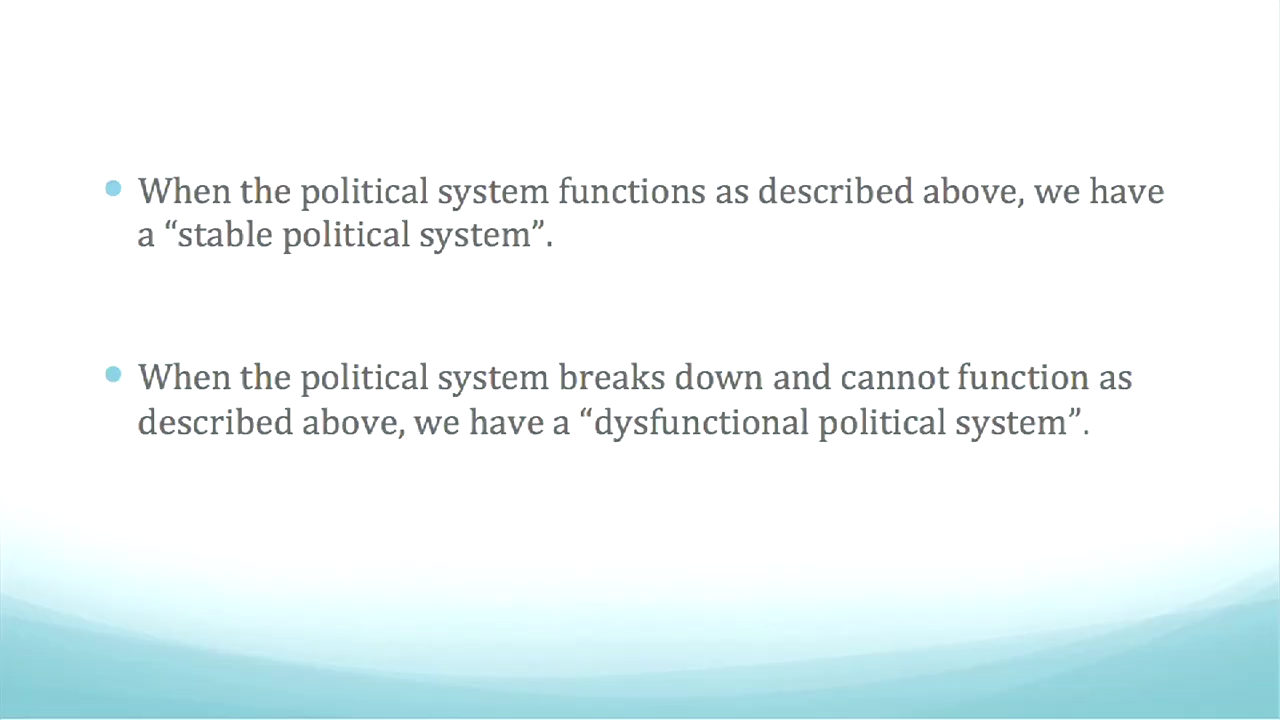 When the political system functions as described above, we have
a “stable political system”.
When the political system breaks down and cannot function as
described above, we have a “dysfunctional political system”.